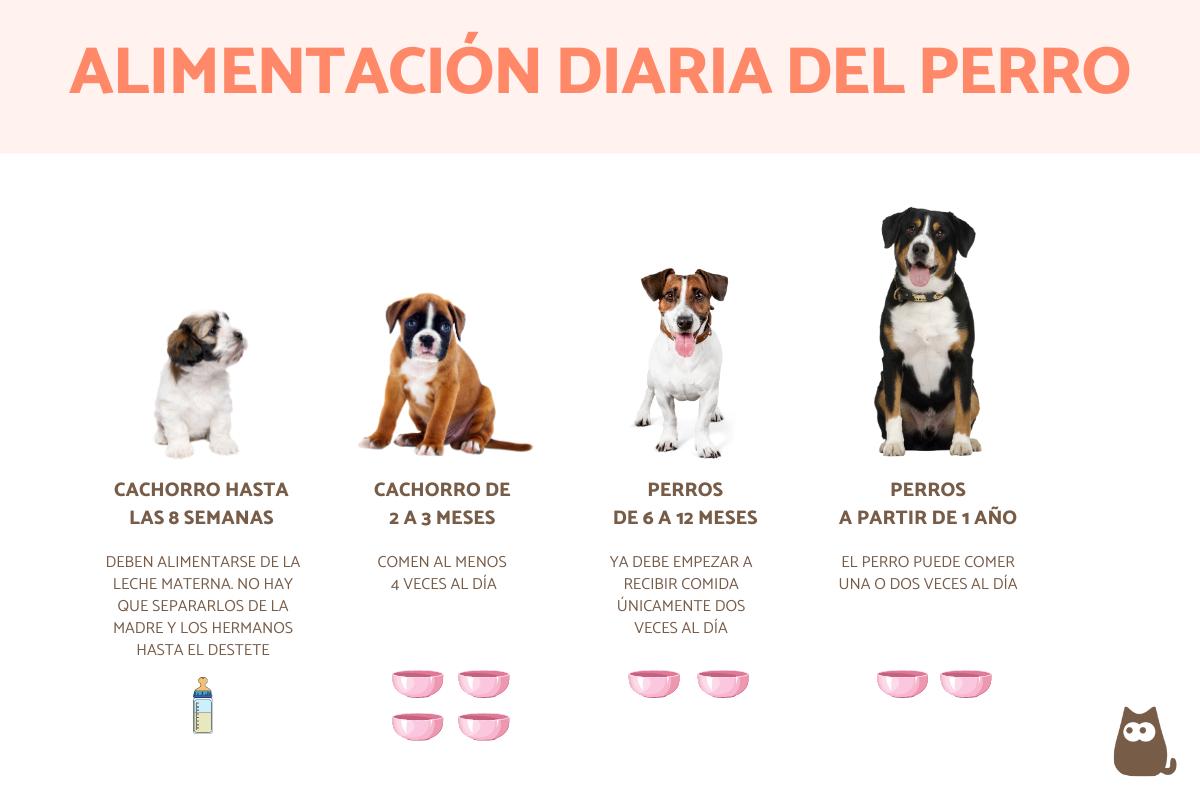 ALIMENTACIÓN DIARIA DEL PERRO
CACHORRO HASTA
LAS 8 SEMANAS
DEBEN ALIMENTARSE DE LA
LECHE MATERNA. NO HAY
QUE SEPARARLOS DE LA
MADRE Y LOS HERMANOS
HASTA EL DESTETE
CACHORRO DE
2 A 3 MESES
COMEN AL MENOS
4 VECES AL DÍA
PERROS
DE 6 A 12 MESES
YA DEBE EMPEZAR A
RECIBIR COMIDA
ÚNICAMENTE DOS
VECES AL DÍA
PERROS
A PARTIR DE 1 AÑO
EL PERRO PUEDE COMER
UNA O DOS VECES AL DÍA